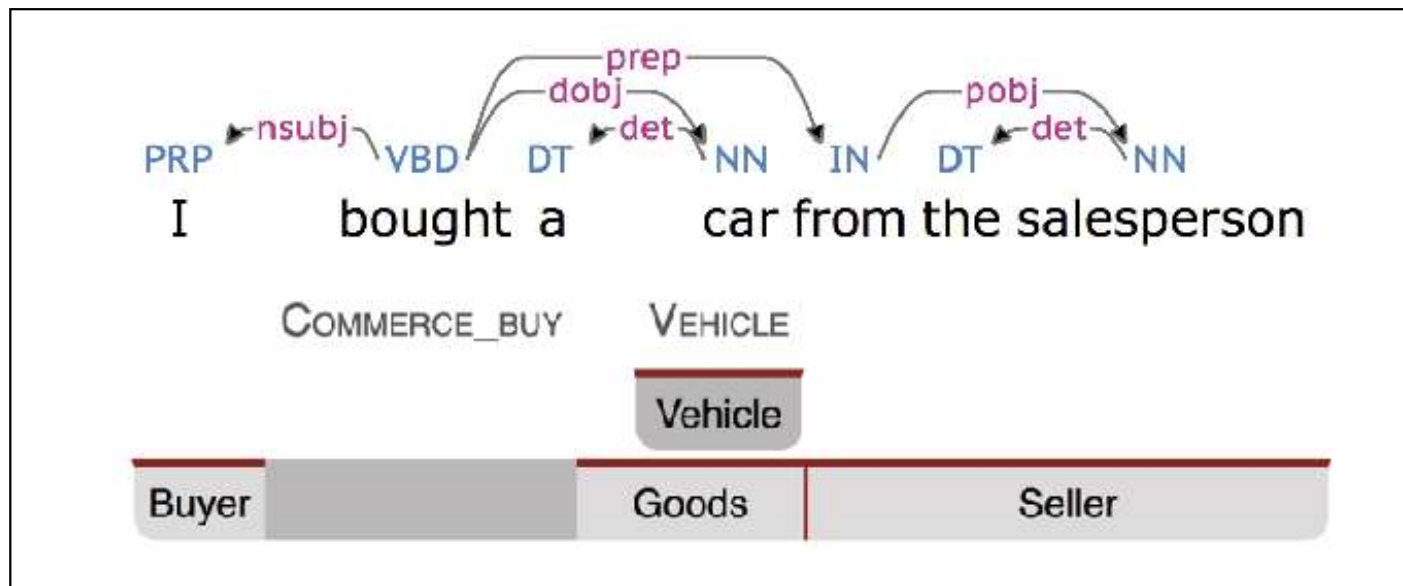 prep
dobj pobj
nsubj det det
PRP VBD DT NN IN DT NN
I bought a car from the salesperson
COMMERCE_BUY VEHICLE
Vehicle
Buyer Goods Seller